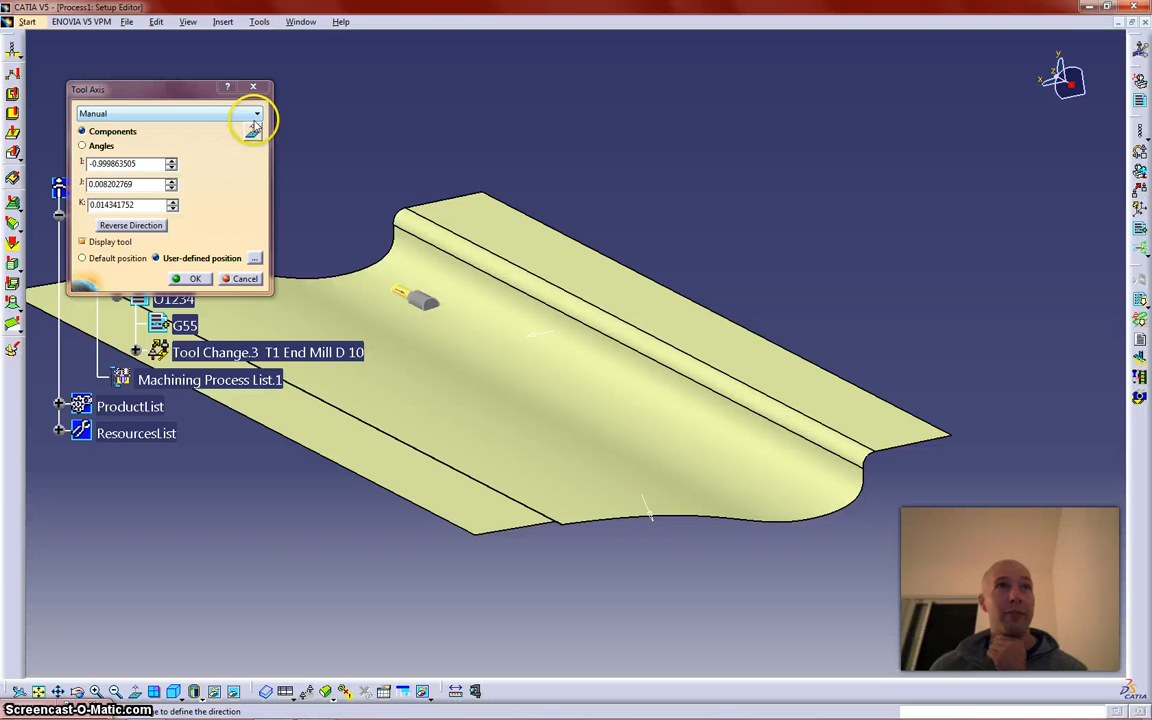 CATIA V5 - [Process1: Setup Editor]
Start ENOVIA V5 VPM File Edit View Insert Tools Window Help
Tool Axis
Manual
Components
Angles
I: -0.999863505
J: 0.008202769
K: 0.014341752
Reverse Direction
Display tool
Default position User-defined position ...
OK Cancel
O1234
G55
Tool Change.3 T1 End Mill D 10
Machining Process List.1
ProductList
ResourcesList
y
x
z
Screencast-O-Matic.com
e to define the direction